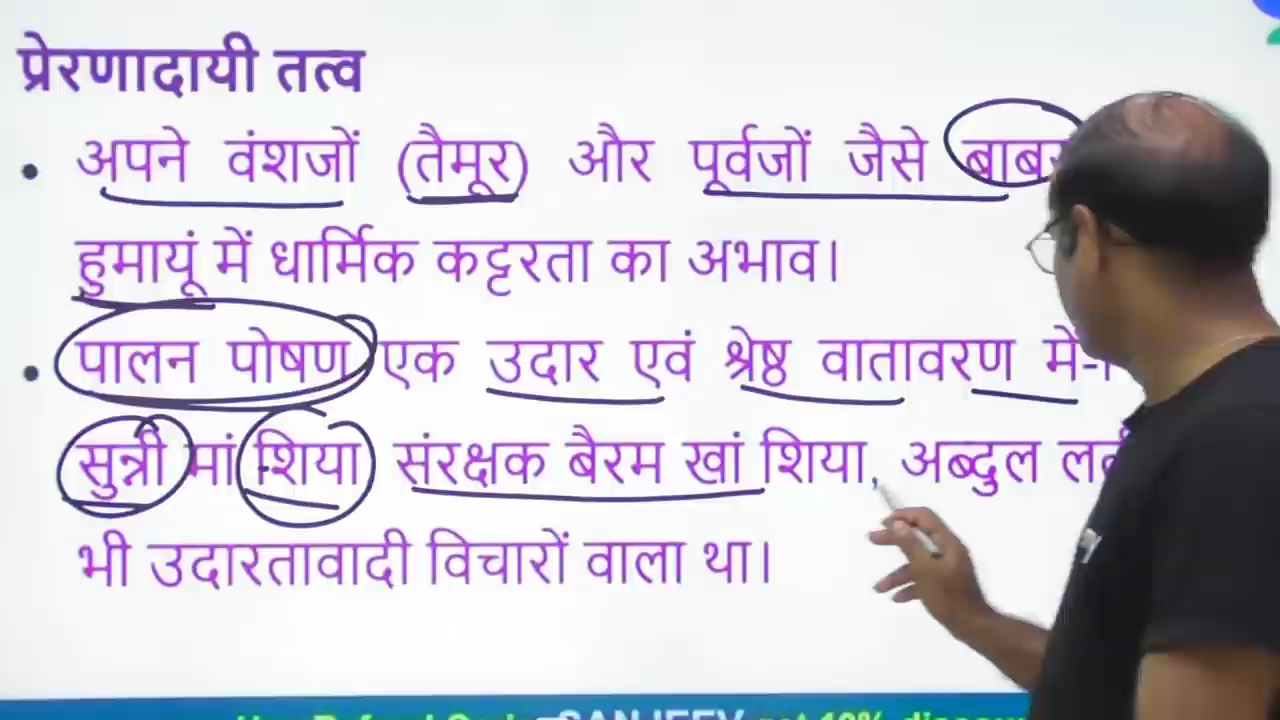 प्रेरणादायी तत्व
• अपने वंशजों (तैमूर) और पूर्वजों जैसे
हुमायूं में धार्मिक कट्टरता का अभाव।
• पालन पोषण एक उदार एवं श्रेष्ठ वातावरण में-
सुन्नी मां शिया संरक्षक बैरम खां शिया, अब्दुल
भी उदारतावादी विचारों वाला था।
SANJEEV